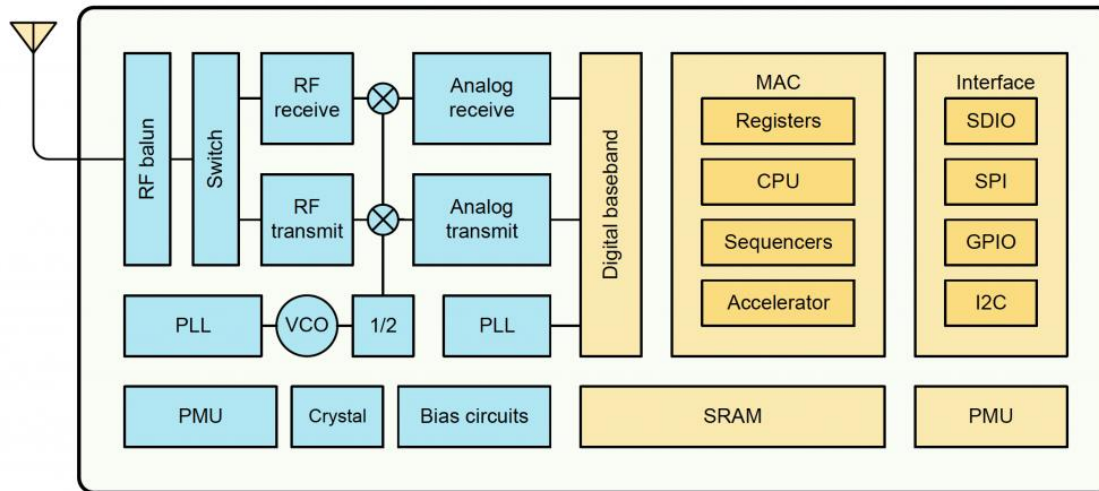 RF balun
Switch
RF
receive
Analog
receive
RF
transmit
Analog
transmit
PLL
VCO
1/2
PLL
Digital baseband
MAC
Registers
CPU
Sequencers
Accelerator
Interface
SDIO
SPI
GPIO
I2C
PMU
Crystal
Bias circuits
SRAM
PMU